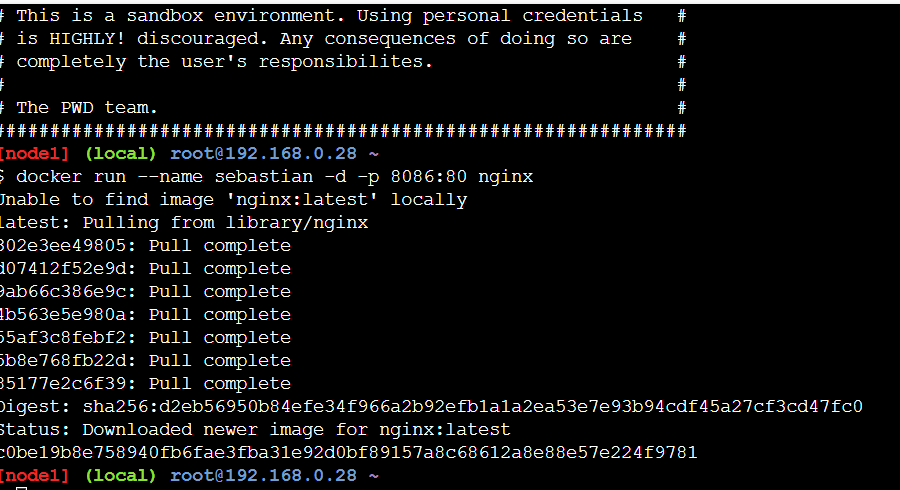 # This is a sandbox environment. Using personal credentials #
# is HIGHLY! discouraged. Any consequences of doing so are #
# completely the user's responsibilites. #
# #
# The PWD team. #
###############################################################
[node1] (local) root@192.168.0.28 ~
$ docker run --name sebastian -d -p 8086:80 nginx
Unable to find image 'nginx:latest' locally
latest: Pulling from library/nginx
302e3ee49805: Pull complete
d07412f52e9d: Pull complete
9ab66c386e9c: Pull complete
4b563e5e980a: Pull complete
55af3c8febf2: Pull complete
5b8e768fb22d: Pull complete
85177e2c6f39: Pull complete
Digest: sha256:d2eb56950b84efe34f966a2b92efb1a1a2ea53e7e93b94cdf45a27cf3cd47fc0
Status: Downloaded newer image for nginx:latest
c0be19b8e758940fb6fae3fba31e92d0bf89157a8c68612a8e88e57e224f9781
[node1] (local) root@192.168.0.28 ~